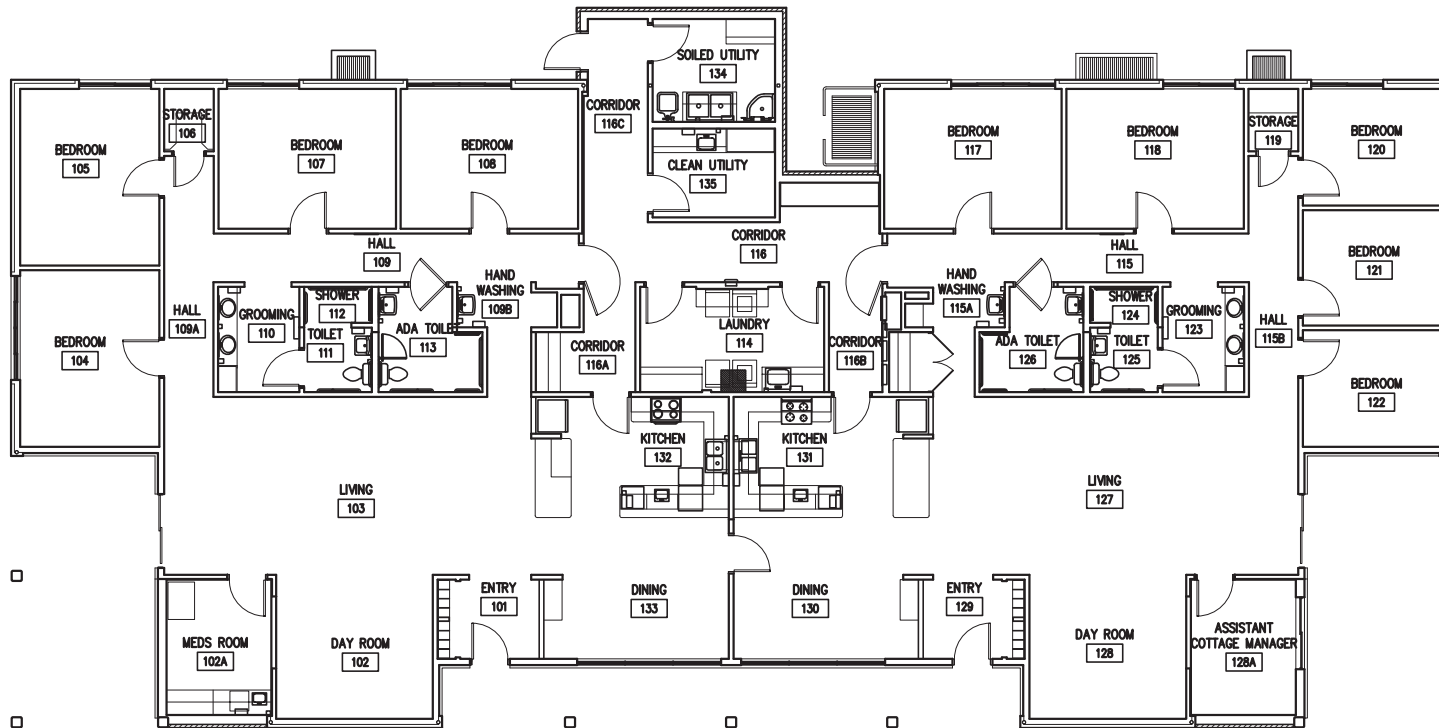 SOILED UTILITY
134
CORRIDOR
116C
STORAGE
106
BEDROOM
105
BEDROOM
107
BEDROOM
108
CLEAN UTILITY
135
BEDROOM
117
BEDROOM
118
STORAGE
119
BEDROOM
120
HALL
109
CORRIDOR
116
HALL
115
BEDROOM
121
HAND
WASHING
109B
HAND
WASHING
115A
HALL
109A
GROOMING
110
SHOWER
112
TOILET
111
ADA TOILET
113
LAUNDRY
114
CORRIDOR
116A
CORRIDOR
116B
ADA TOILET
126
SHOWER
124
TOILET
125
GROOMING
123
HALL
115B
BEDROOM
104
BEDROOM
122
KITCHEN
132
KITCHEN
131
LIVING
103
LIVING
127
ENTRY
101
DINING
133
DINING
130
ENTRY
129
MEDS ROOM
102A
DAY ROOM
102
DAY ROOM
128
ASSISTANT
COTTAGE MANAGER
128A